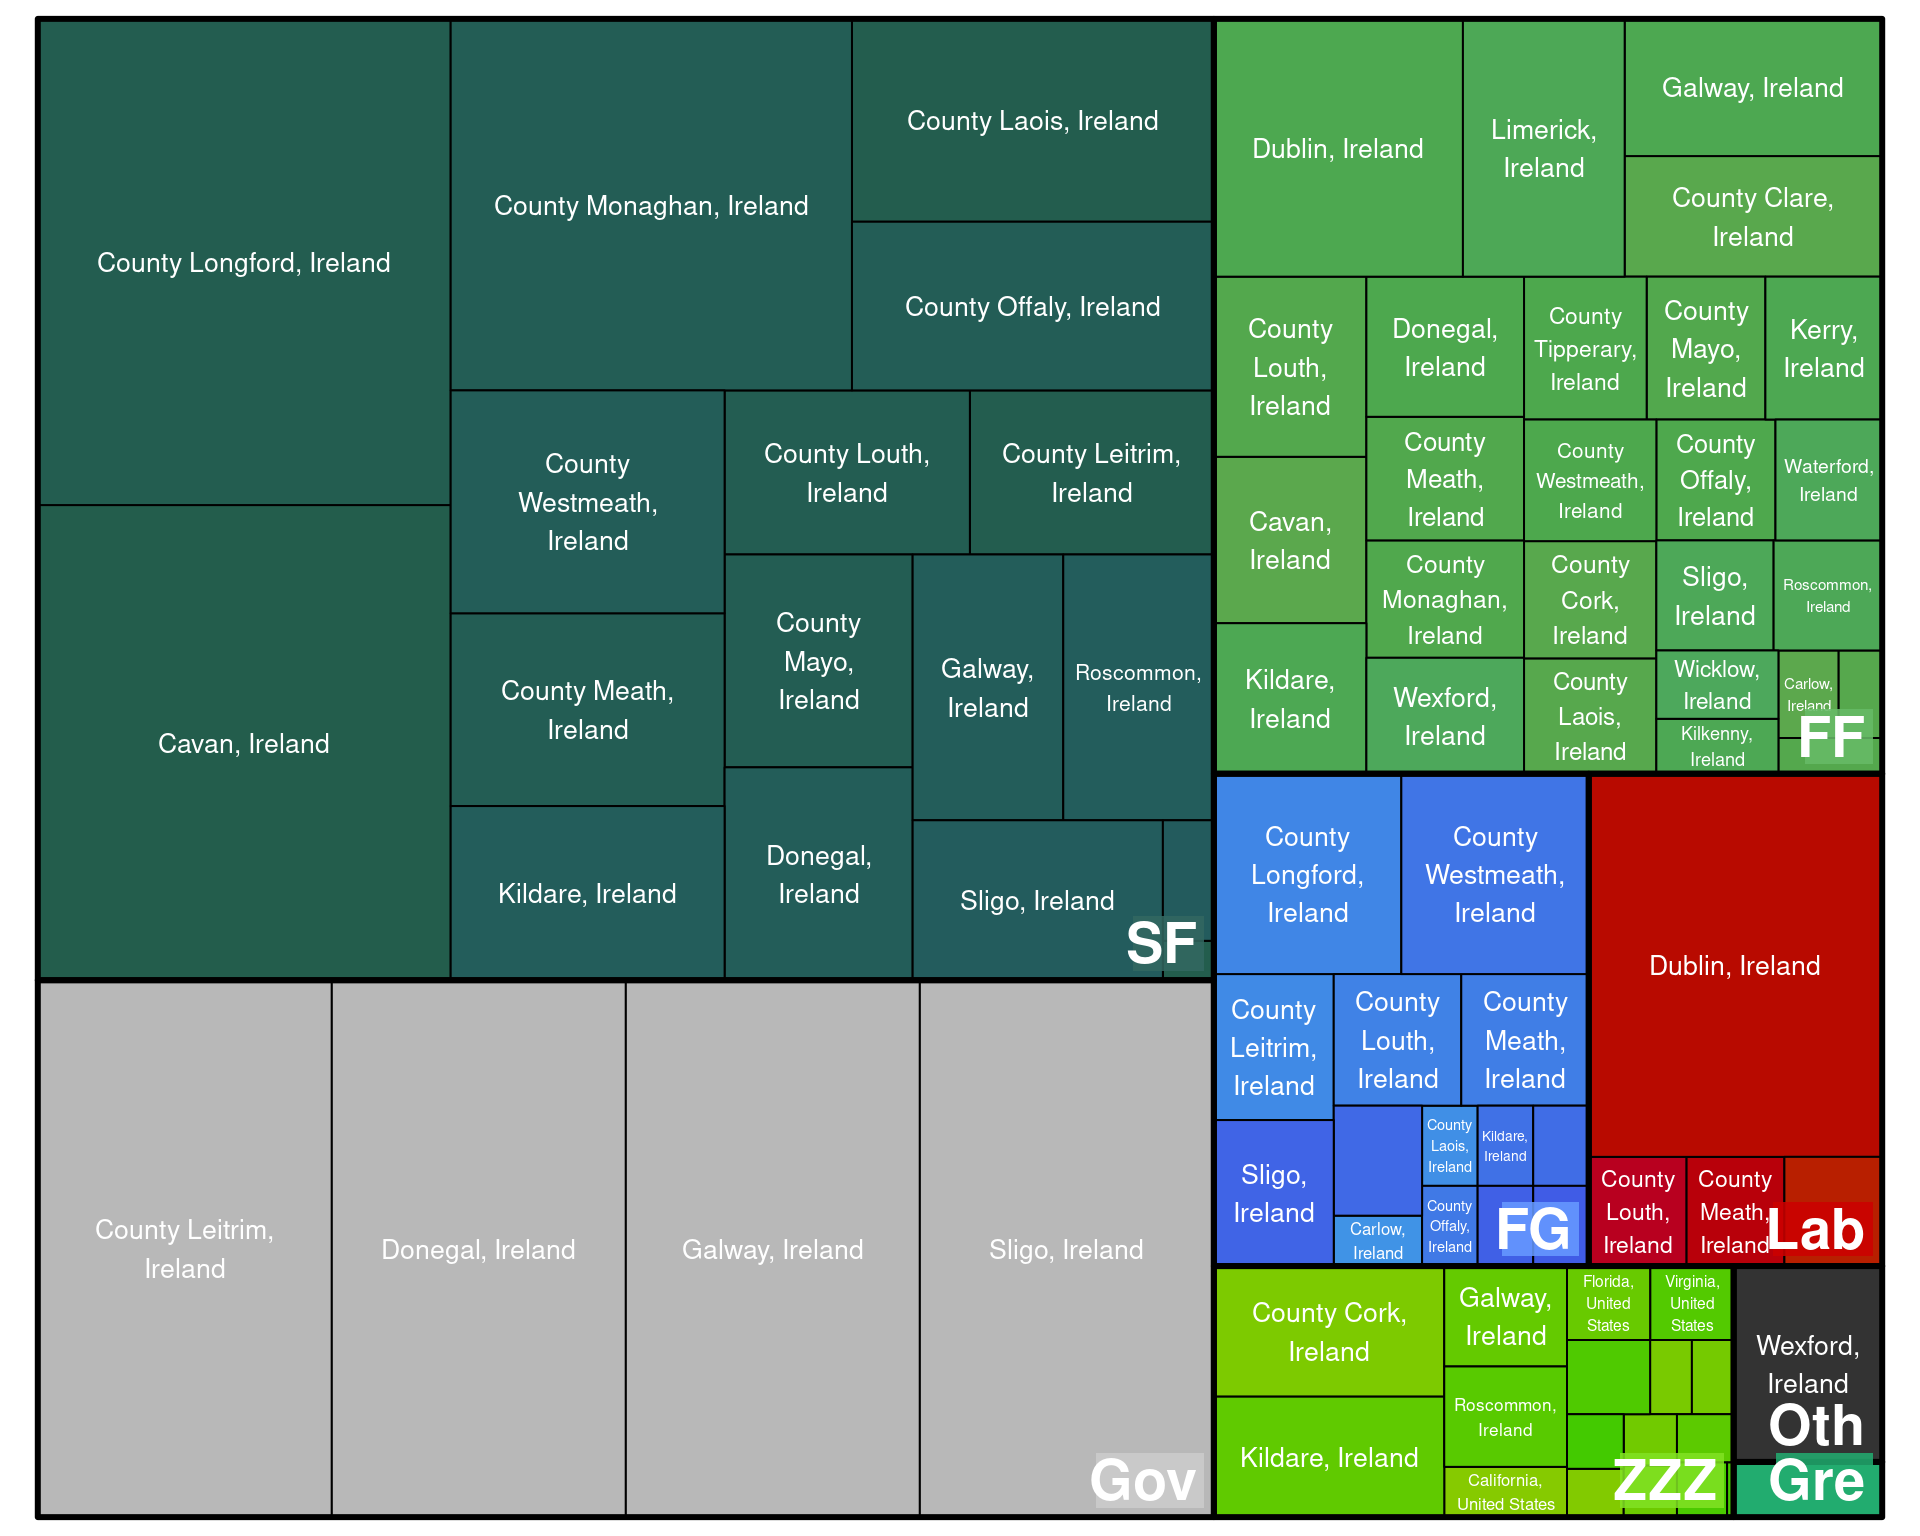 County Longford, Ireland
Cavan, Ireland
County Monaghan, Ireland
County Laois, Ireland
County Offaly, Ireland
County
Westmeath,
Ireland
County Meath,
Ireland
Kildare, Ireland
County Louth,
Ireland
County Leitrim,
Ireland
County
Mayo,
Ireland
Donegal,
Ireland
Galway,
Ireland
Roscommon,
Ireland
Sligo, Ireland
SF
County Leitrim,
Ireland
Donegal, Ireland
Galway, Ireland
Sligo, Ireland
Gov
Dublin, Ireland
Limerick,
Ireland
Galway, Ireland
County Clare,
Ireland
County
Louth,
Ireland
Cavan,
Ireland
Kildare,
Ireland
Donegal,
Ireland
County
Meath,
Ireland
County
Monaghan,
Ireland
Wexford,
Ireland
County
Tipperary,
Ireland
County
Mayo,
Ireland
Kerry,
Ireland
County
Westmeath,
Ireland
County
Offaly,
Ireland
Waterford,
Ireland
County
Cork,
Ireland
County
Laois,
Ireland
Sligo,
Ireland
Roscommon,
Ireland
Wicklow,
Ireland
Kilkenny,
Ireland
Carlow,
Ireland
FF
County
Longford,
Ireland
County
Westmeath,
Ireland
County
Leitrim,
Ireland
Sligo,
Ireland
County
Louth,
Ireland
County
Meath,
Ireland
Carlow,
Ireland
County
Laois,
Ireland
Kildare,
Ireland
County
Offaly,
Ireland
FG
Dublin, Ireland
County
Louth,
Ireland
County
Meath,
Ireland
Lab
County Cork,
Ireland
Kildare, Ireland
Galway,
Ireland
Roscommon,
Ireland
California,
United States
Florida,
United
States
Virginia,
United
States
ZZZ
Wexford,
Ireland
Oth
Gre